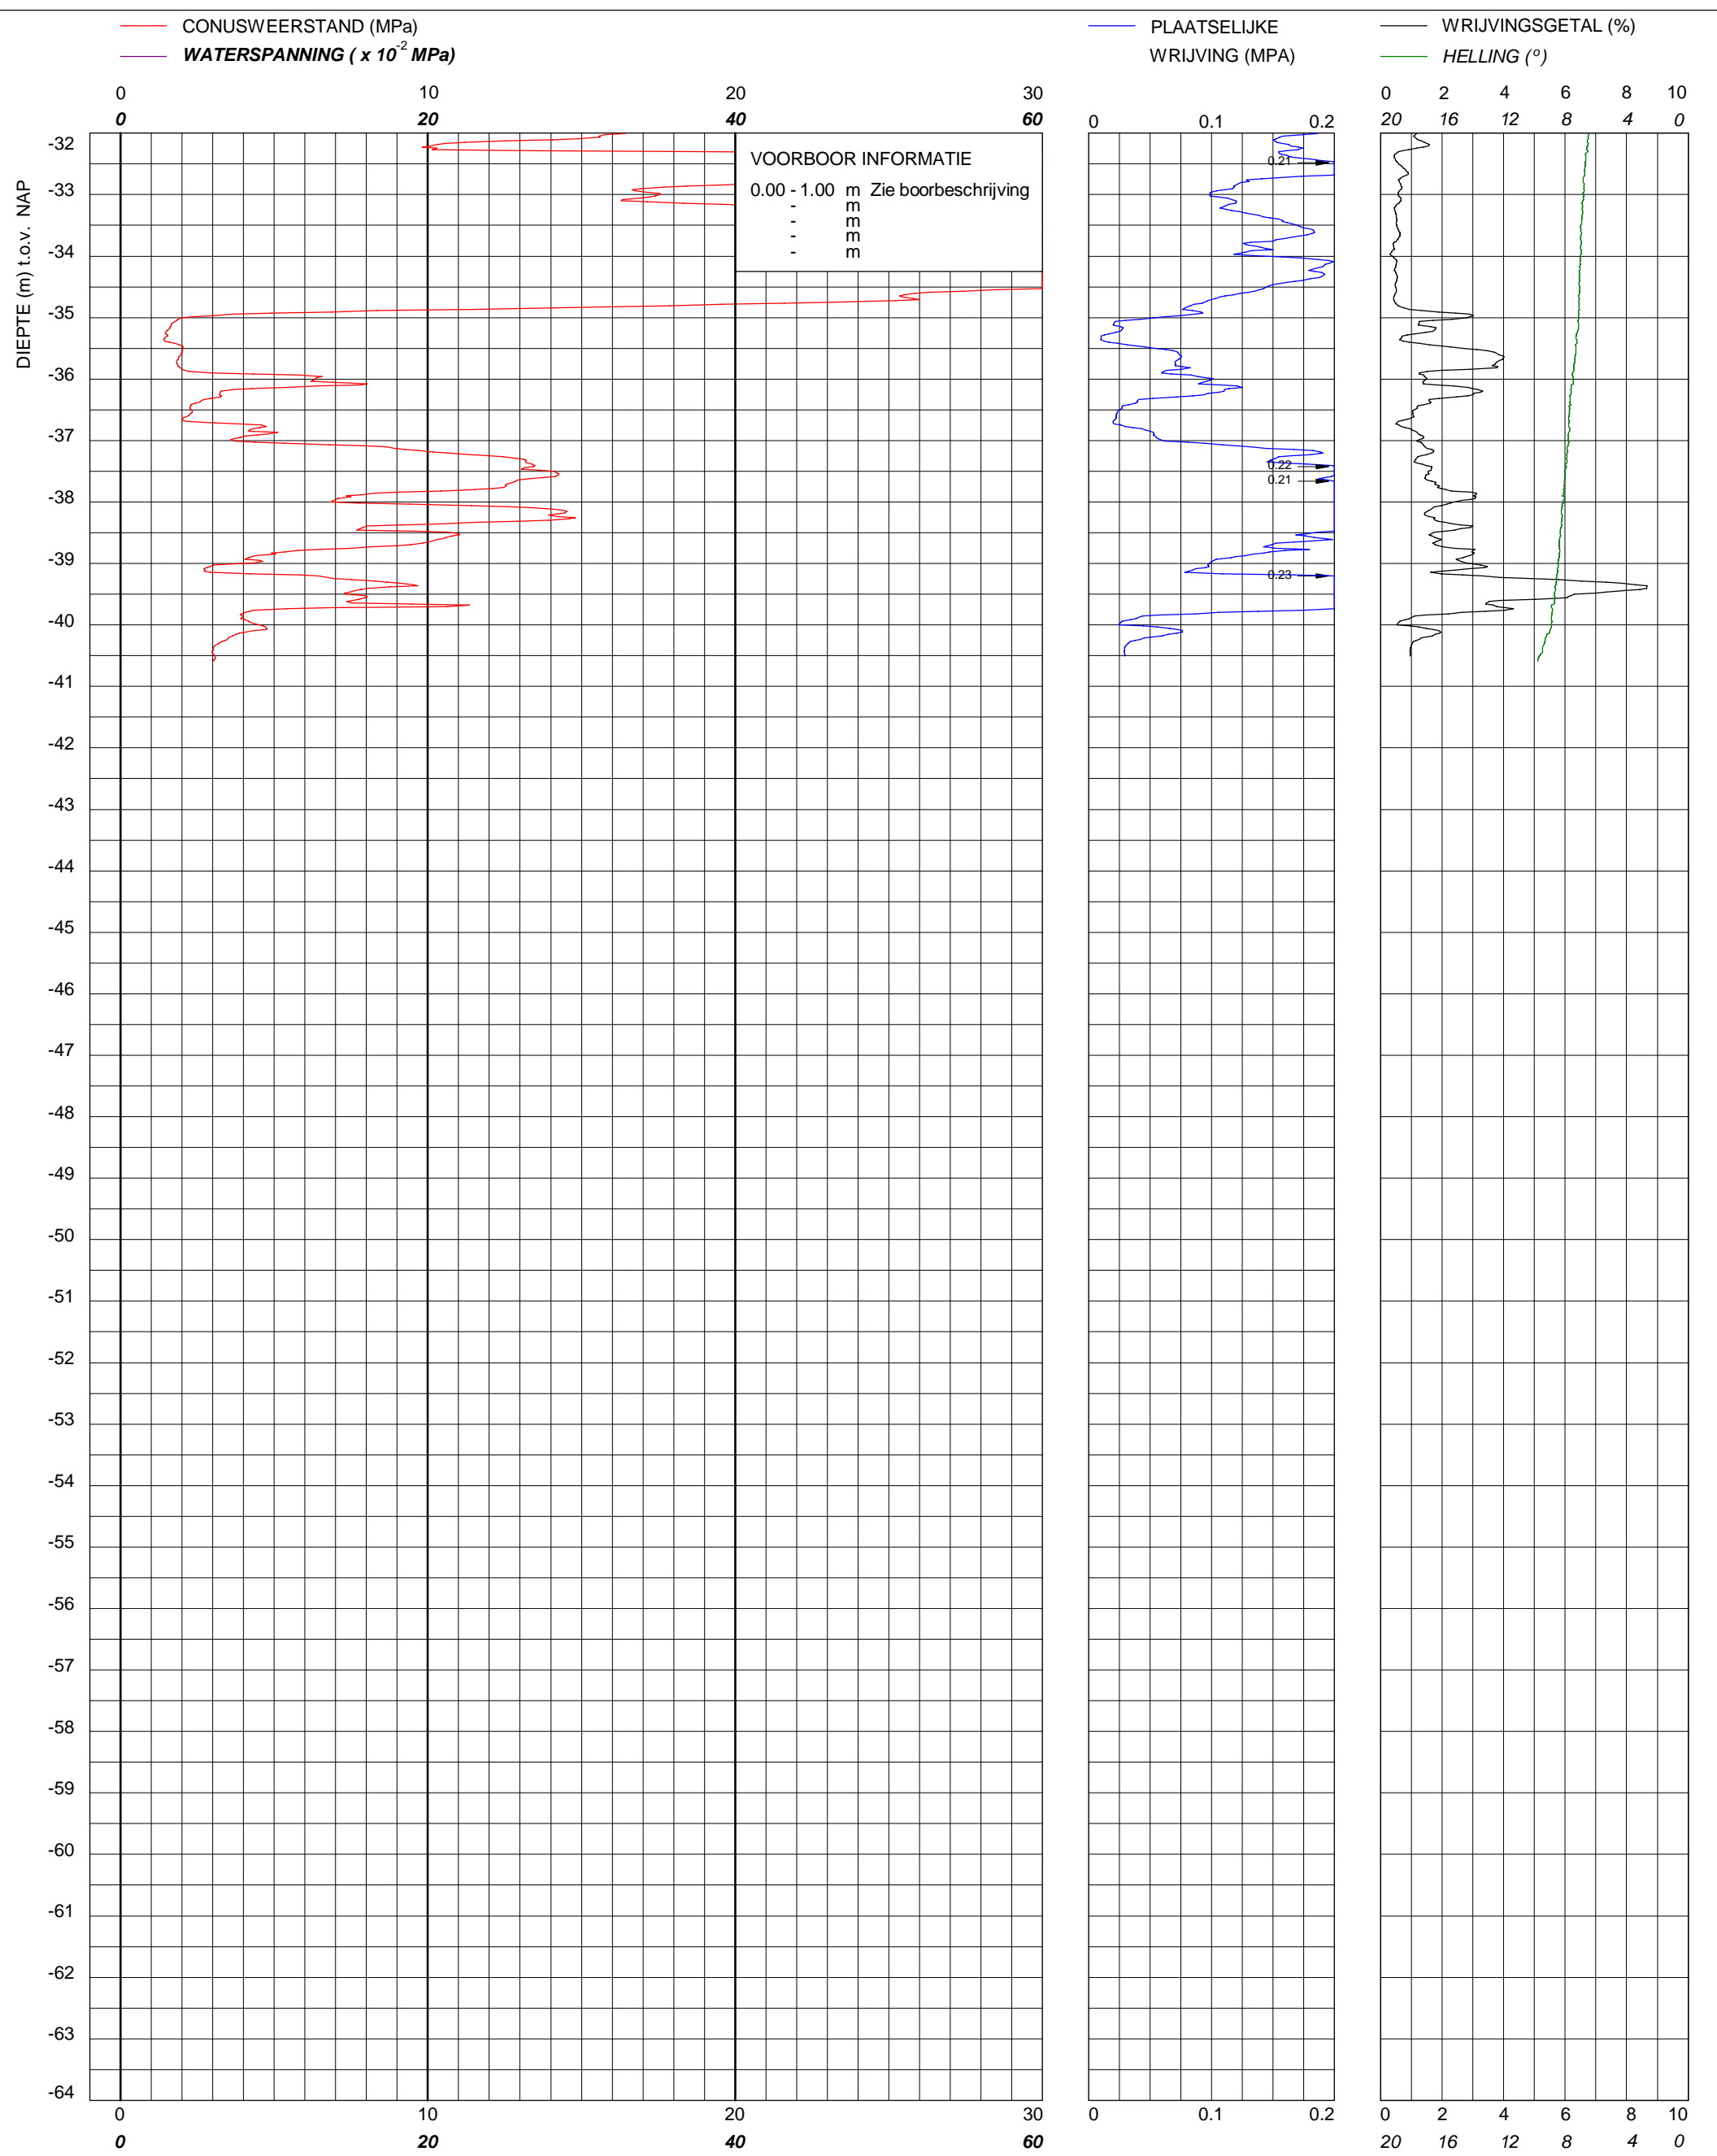 CONUSWEERSTAND (MPa)
WATERSPANNING ( x 10-2 MPa)
PLAATSELIJKE
WRIJVING (MPA)
WRIJVINGSGETAL (%)
HELLING (º)
0 10 20 30
0 20 40 60
0 0.1 0.2
0 2 4 6 8 10
20 16 12 8 4 0
DIEPTE (m) t.o.v. NAP
VOORBOOR INFORMATIE
0.00 - 1.00 m Zie boorbeschrijving
- m
- m
- m
- m
0.21
0.22
0.21
0.23
-32
-33
-34
-35
-36
-37
-38
-39
-40
-41
-42
-43
-44
-45
-46
-47
-48
-49
-50
-51
-52
-53
-54
-55
-56
-57
-58
-59
-60
-61
-62
-63
-64
0 10 20 30
0 20 40 60
0 0.1 0.2
0 2 4 6 8 10
20 16 12 8 4 0